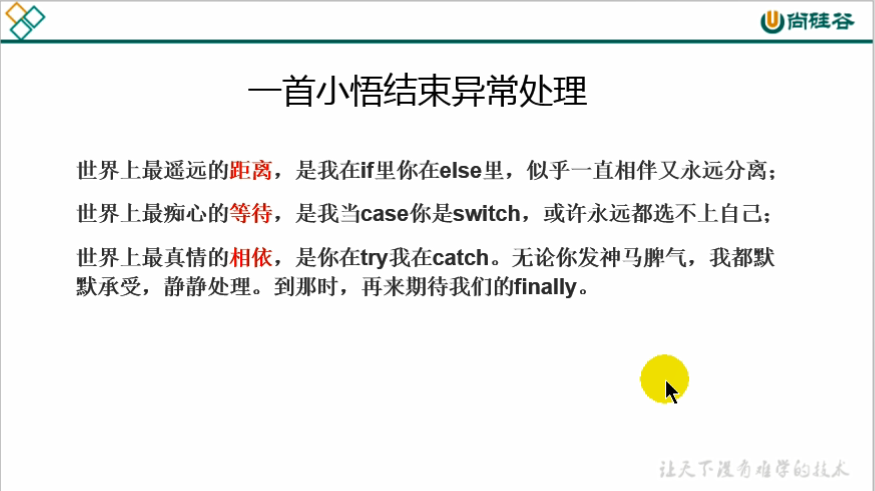 尚硅谷
一首小悟结束异常处理
世界上最遥远的距离，是我在if里你在else里，似乎一直相伴又永远分离；
世界上最痴心的等待，是我当case你是switch，或许永远都选不上自己；
世界上最真情的相依，是你在try我在catch。无论你发神马脾气，我都默
默承受，静静处理。到那时，再来期待我们的finally。
让天下没有难学的技术